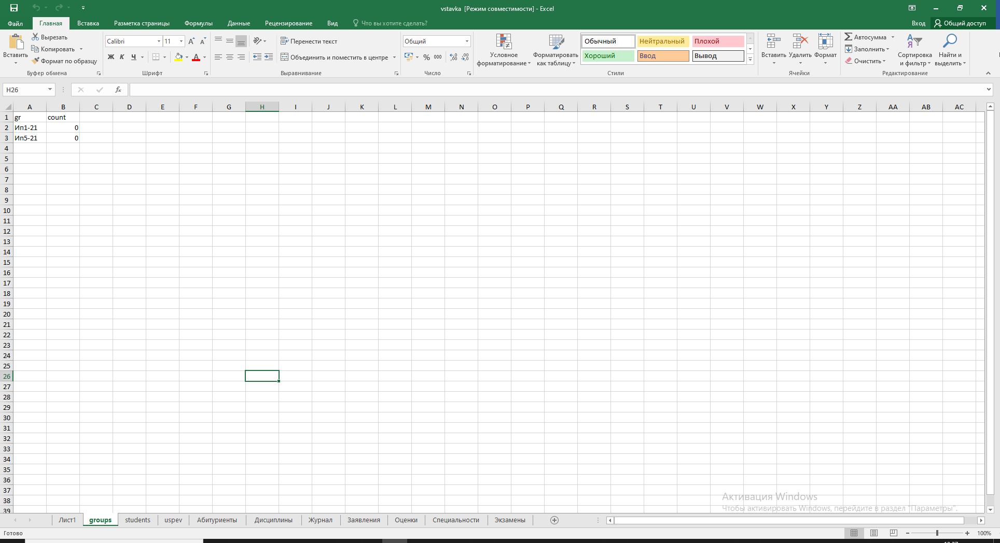 vstavka [Режим совместимости] - Excel
Файл Главная Вставка Разметка страницы Формулы Данные Рецензирование Вид Что вы хотите сделать? Вход Общий доступ
Вставить Вырезать
Копировать
Формат по образцу
Буфер обмена
Calibri 11
Ж К Ч А
Шрифт
Перенести текст
Объединить и поместить в центре
Выравнивание
Общий
% 000
Число
Условное форматирование
Форматировать как таблицу
Обычный Нейтральный Плохой
Хороший Ввод Вывод
Стили
Вставить Удалить Формат
Ячейки
Автосумма
Заполнить
Очистить
Сортировка и фильтр
Найти и выделить
Редактирование
H26 fx
A B C D E F G H I J K L M N O P Q R S T U V W X Y Z AA AB AC
1 gr count
2 Ип1-21 0
3 Ип5-21 0
4
5
6
7
8
9
10
11
12
13
14
15
16
17
18
19
20
21
22
23
24
25
26
27
28
29
30
31
32
33
34
35
36
37
38
39
Активация Windows
Чтобы активировать Windows, перейдите в раздел "Параметры".
Лист1 groups students uspev Абитуриенты Дисциплины Журнал Заявления Оценки Специальности Экзамены
Готово 100%